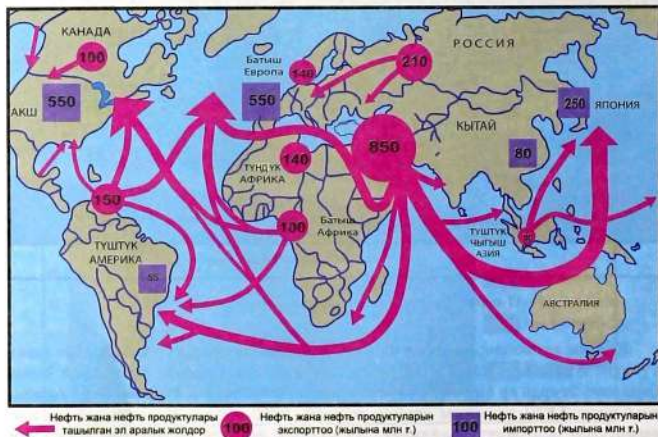 КАНАДА
100
АКШ
550
Батыш
Европа
140
550
210
РОССИЯ
850
КЫТАЙ
80
250
ЯПОНИЯ
140
ТҮНДҮК
АФРИКА
150
100
Батыш
Африка
ТҮШТҮК
АМЕРИКА
55
ТҮШТҮК
ЧЫГЫШ
АЗИЯ
АВСТРАЛИЯ
Нефть жана нефть продуктулары
ташылган эл аралык жолдор
100
Нефть жана нефть продуктуларын
экспорттоо (жылына млн т.)
100
Нефть жана нефть продуктуларын
импорттоо (жылына млн т.)